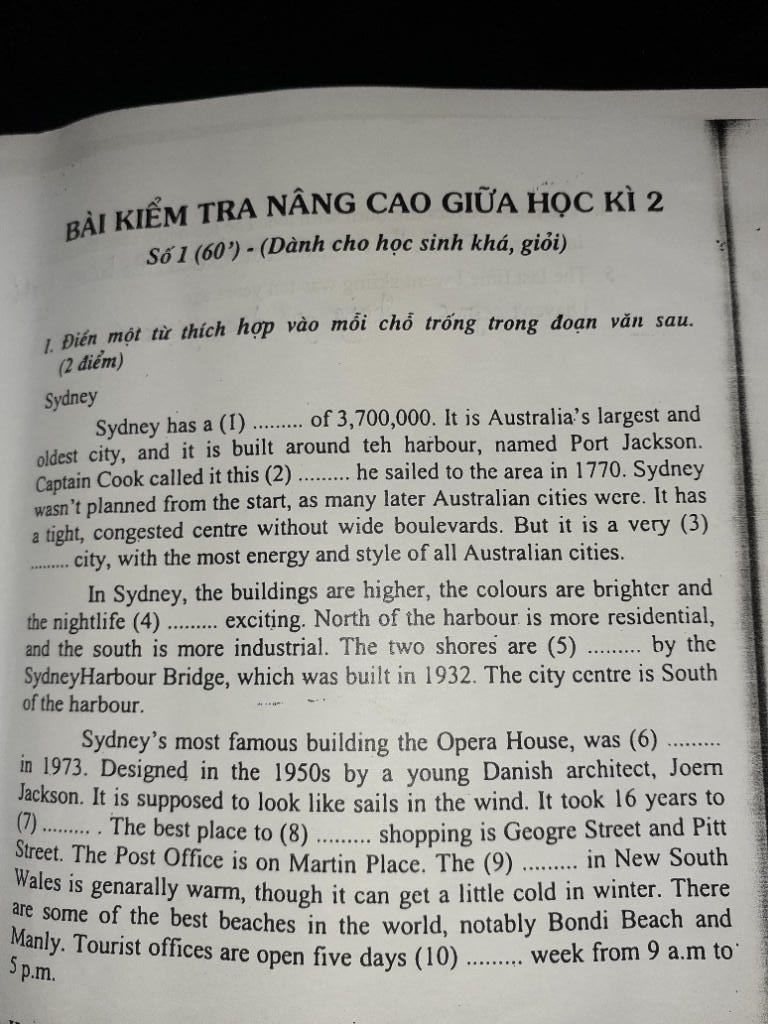 BÀI KIỂM TRA NÂNG CAO GIỮA HỌC KÌ 2
Số 1 (60') - (Dành cho học sinh khá, giỏi)
1. Điền một từ thích hợp vào mỗi chỗ trống trong đoạn văn sau.
(2 điểm)
Sydney
Sydney has a (1) ......... of 3,700,000. It is Australia's largest and
oldest city, and it is built around teh harbour, named Port Jackson.
Captain Cook called it this (2) ......... he sailed to the area in 1770. Sydney
wasn't planned from the start, as many later Australian cities were. It has
a tight, congested centre without wide boulevards. But it is a very (3)
......... city, with the most energy and style of all Australian cities.
In Sydney, the buildings are higher, the colours are brighter and
the nightlife (4) ......... exciting. North of the harbour is more residential,
and the south is more industrial. The two shores are (5) ......... by the
SydneyHarbour Bridge, which was built in 1932. The city centre is South
of the harbour.
Sydney's most famous building the Opera House, was (6) .........
in 1973. Designed in the 1950s by a young Danish architect, Joern
Jackson. It is supposed to look like sails in the wind. It took 16 years to
(7) ......... . The best place to (8) ......... shopping is Geogre Street and Pitt
Street. The Post Office is on Martin Place. The (9) ......... in New South
Wales is genarally warm, though it can get a little cold in winter. There
are some of the best beaches in the world, notably Bondi Beach and
Manly. Tourist offices are open five days (10) ......... week from 9 a.m to
5 p.m.